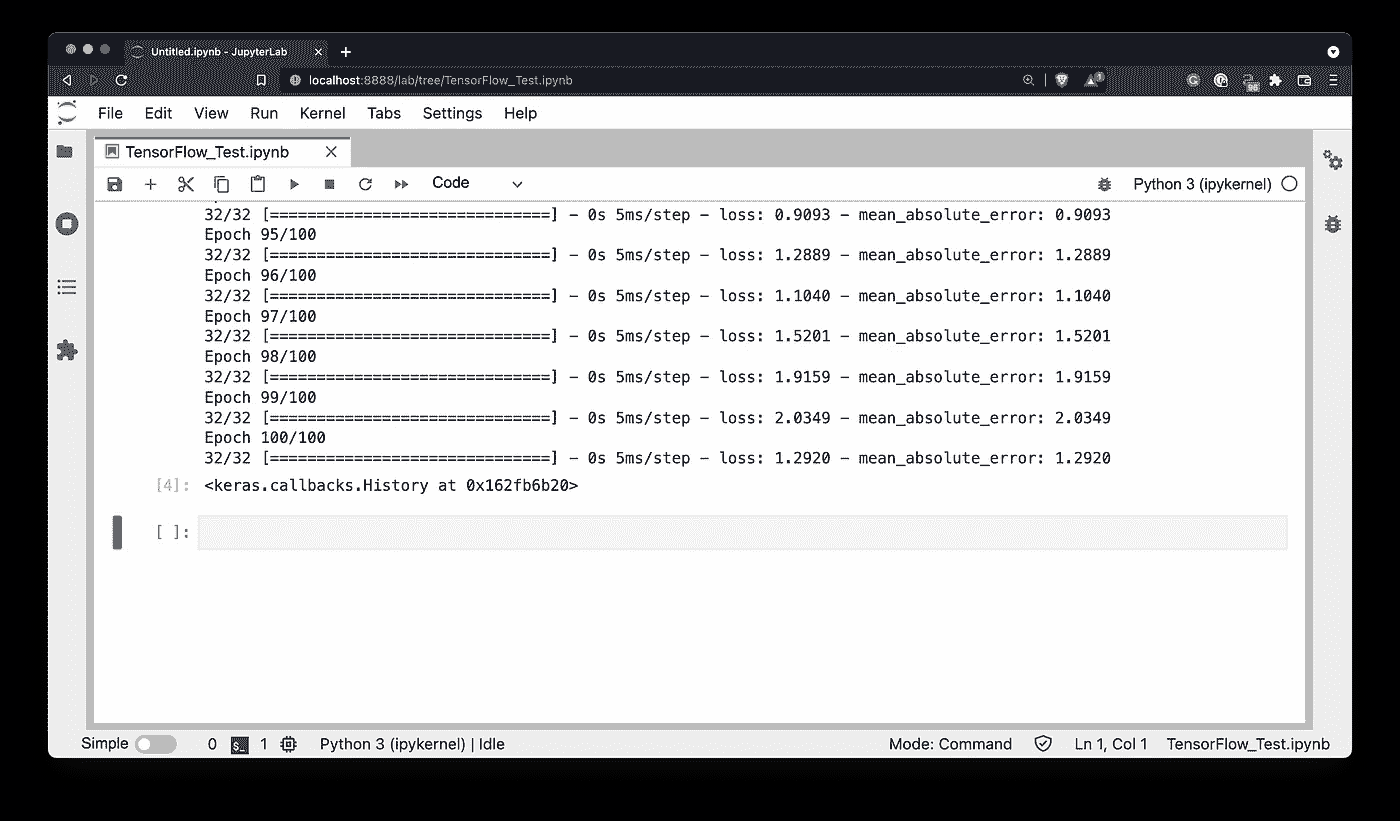 Untitled.ipynb - JupyterLab
localhost:8888/lab/tree/TensorFlow_Test.ipynb
1
96
File Edit View Run Kernel Tabs Settings Help
TensorFlow_Test.ipynb
Code
Python 3 (ipykernel)
32/32 [==============================] - 0s 5ms/step - loss: 0.9093 - mean_absolute_error: 0.9093
Epoch 95/100
32/32 [==============================] - 0s 5ms/step - loss: 1.2889 - mean_absolute_error: 1.2889
Epoch 96/100
32/32 [==============================] - 0s 5ms/step - loss: 1.1040 - mean_absolute_error: 1.1040
Epoch 97/100
32/32 [==============================] - 0s 5ms/step - loss: 1.5201 - mean_absolute_error: 1.5201
Epoch 98/100
32/32 [==============================] - 0s 5ms/step - loss: 1.9159 - mean_absolute_error: 1.9159
Epoch 99/100
32/32 [==============================] - 0s 5ms/step - loss: 2.0349 - mean_absolute_error: 2.0349
Epoch 100/100
32/32 [==============================] - 0s 5ms/step - loss: 1.2920 - mean_absolute_error: 1.2920
[4]: <keras.callbacks.History at 0x162fb6b20>
[ ]:
Simple 0 $_ 1 Python 3 (ipykernel) | Idle Mode: Command Ln 1, Col 1 TensorFlow_Test.ipynb